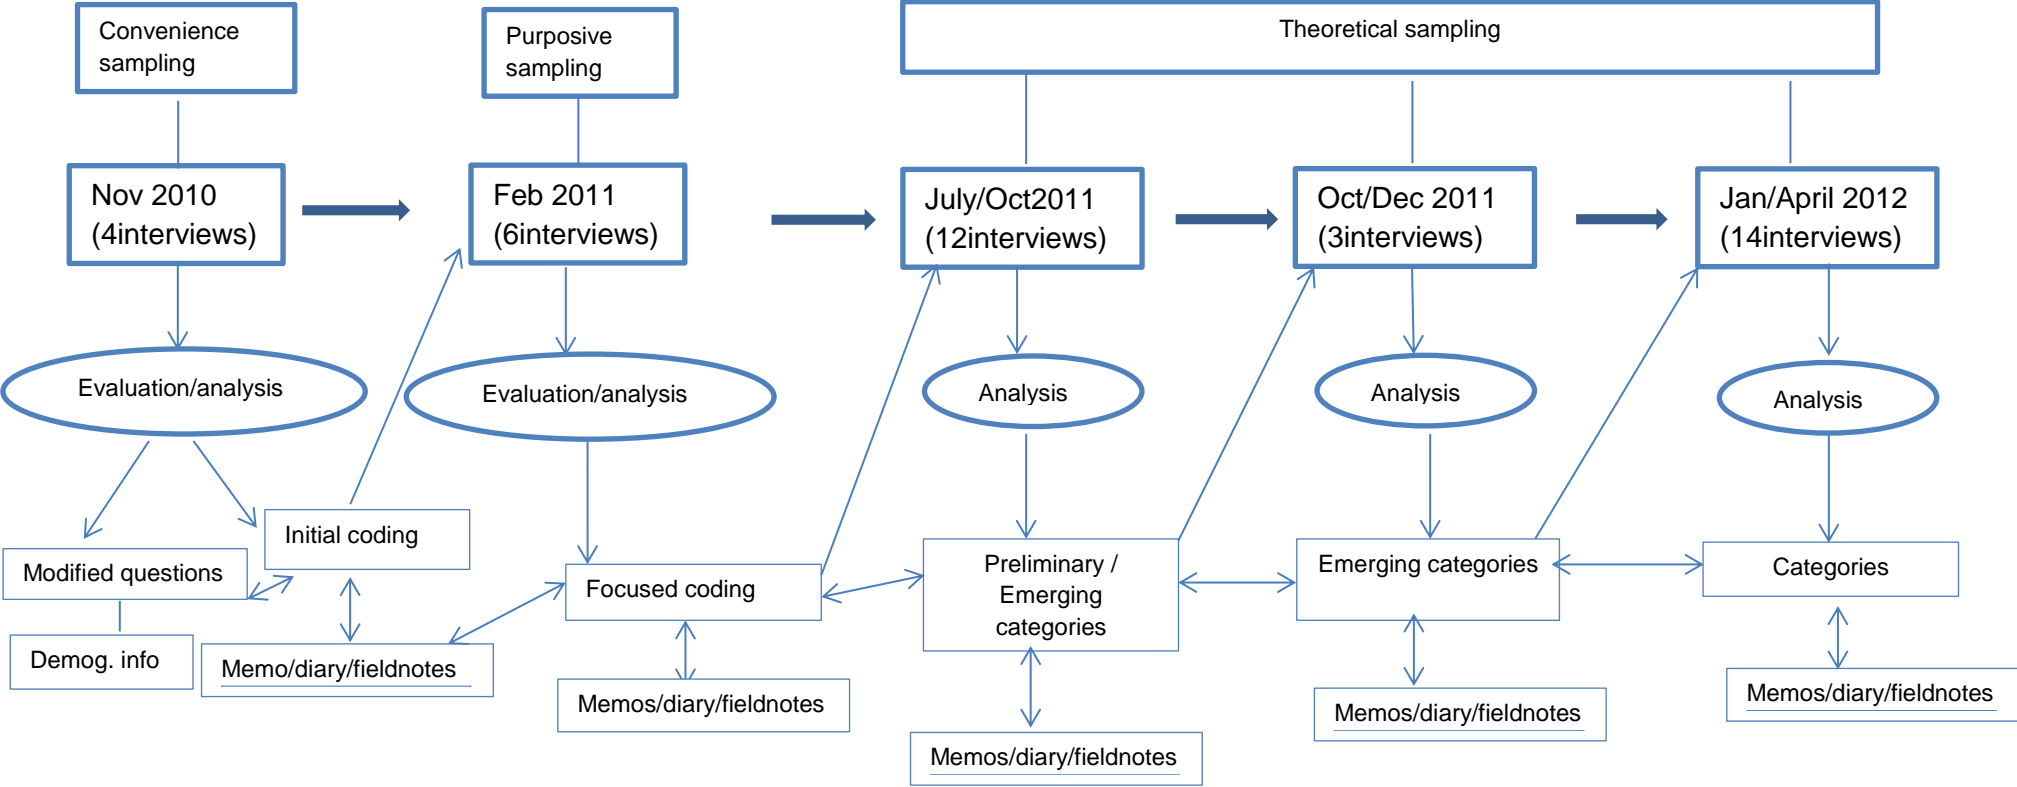 Convenience
sampling
Purposive
sampling
Theoretical sampling
Nov 2010
(4interviews)
Feb 2011
(6interviews)
July/Oct2011
(12interviews)
Oct/Dec 2011
(3interviews)
Jan/April 2012
(14interviews)
Evaluation/analysis
Evaluation/analysis
Analysis
Analysis
Analysis
Initial coding
Modified questions
Focused coding
Preliminary /
Emerging
categories
Emerging categories
Categories
Demog. info
Memo/diary/fieldnotes
Memos/diary/fieldnotes
Memos/diary/fieldnotes
Memos/diary/fieldnotes
Memos/diary/fieldnotes